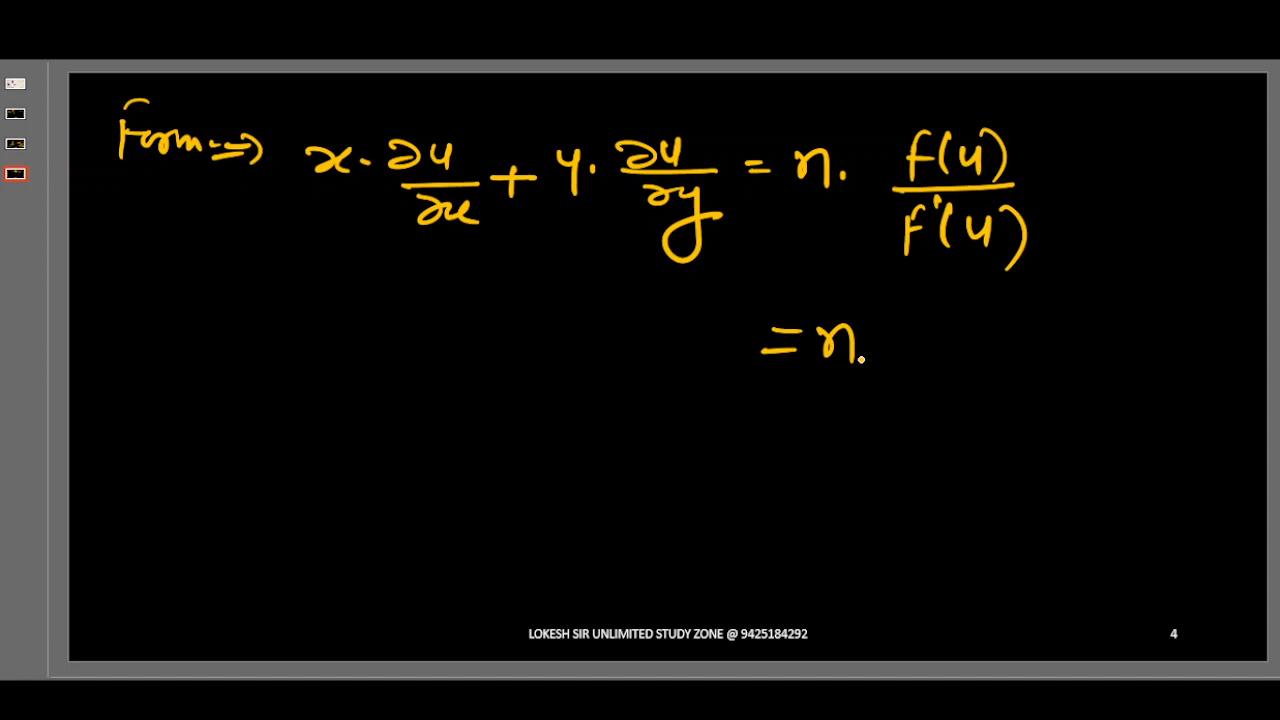 Form ⇒ x · ∂u/∂x + y · ∂u/∂y = n · f(u)/f'(u)
= n.
LOKESH SIR UNLIMITED STUDY ZONE @ 9425184292 4